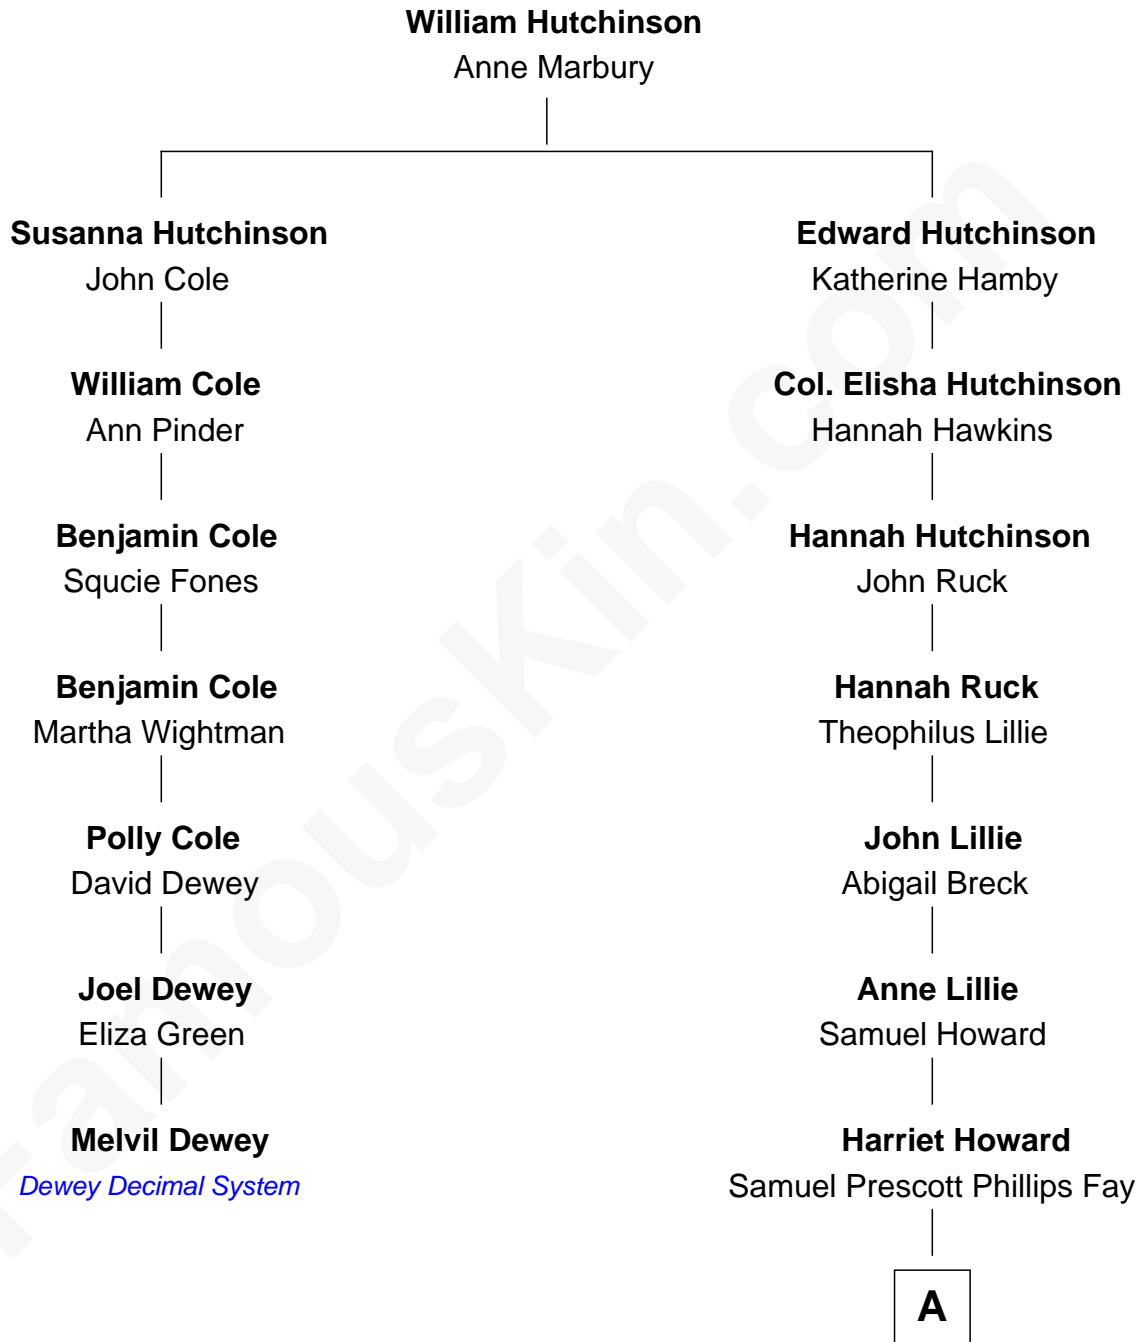 William Hutchinson
Anne Marbury
Susanna Hutchinson
John Cole
Edward Hutchinson
Katherine Hamby
William Cole
Ann Pinder
Col. Elisha Hutchinson
Hannah Hawkins
Benjamin Cole
Squcie Fones
Hannah Hutchinson
John Ruck
Benjamin Cole
Martha Wightman
Hannah Ruck
Theophilus Lillie
Polly Cole
David Dewey
John Lillie
Abigail Breck
Joel Dewey
Eliza Green
Anne Lillie
Samuel Howard
Melvil Dewey
Dewey Decimal System
Harriet Howard
Samuel Prescott Phillips Fay
A
FamousKin.com